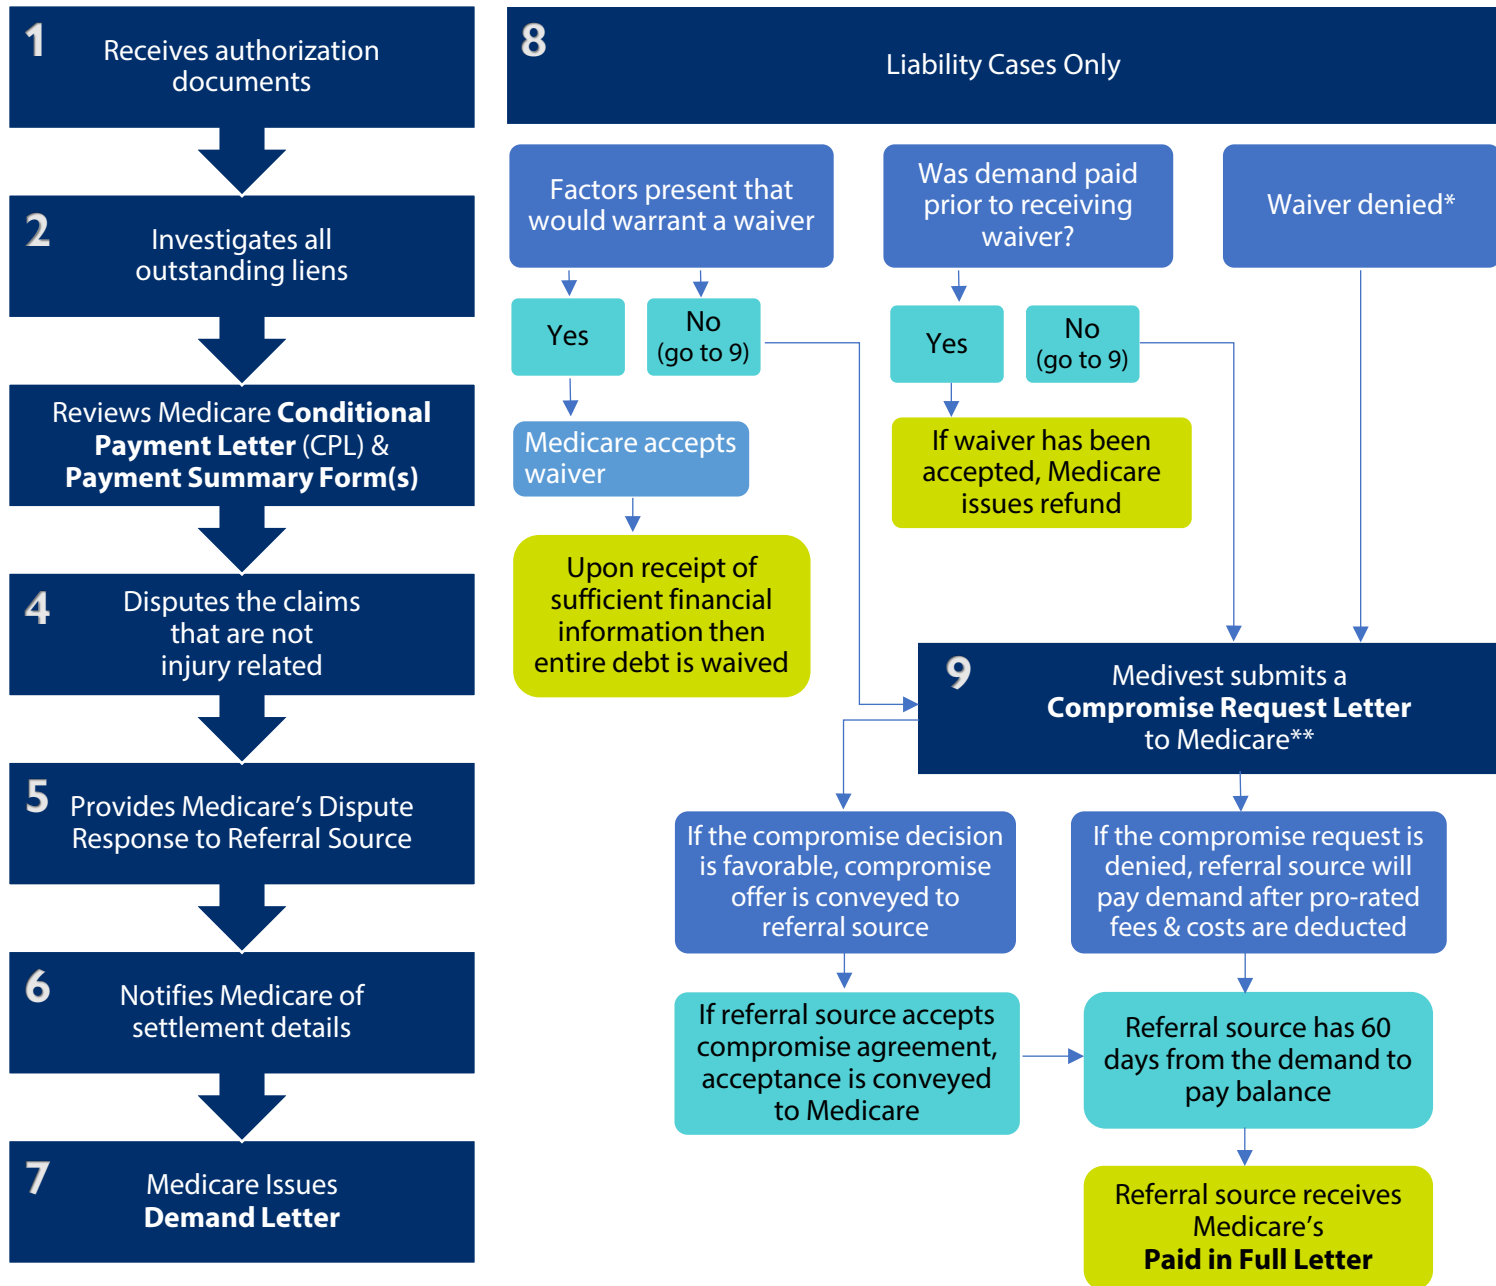 1
Receives authorization
documents
2
Investigates all
outstanding liens
Reviews Medicare Conditional
Payment Letter (CPL) &
Payment Summary Form(s)
4
Disputes the claims
that are not
injury related
5
Provides Medicare's Dispute
Response to Referral Source
6
Notifies Medicare of
settlement details
7
Medicare Issues
Demand Letter
8
Liability Cases Only
Factors present that
would warrant a waiver
Yes
No
(go to 9)
Medicare accepts
waiver
Upon receipt of
sufficient financial
information then
entire debt is waived
Was demand paid
prior to receiving
waiver?
Yes
No
(go to 9)
If waiver has been
accepted, Medicare
issues refund
Waiver denied*
9
Medivest submits a
Compromise Request Letter
to Medicare**
If the compromise decision
is favorable, compromise
offer is conveyed to
referral source
If referral source accepts
compromise agreement,
acceptance is conveyed
to Medicare
If the compromise request is
denied, referral source will
pay demand after pro-rated
fees & costs are deducted
Referral source has 60
days from the demand to
pay balance
Referral source receives
Medicare's
Paid in Full Letter